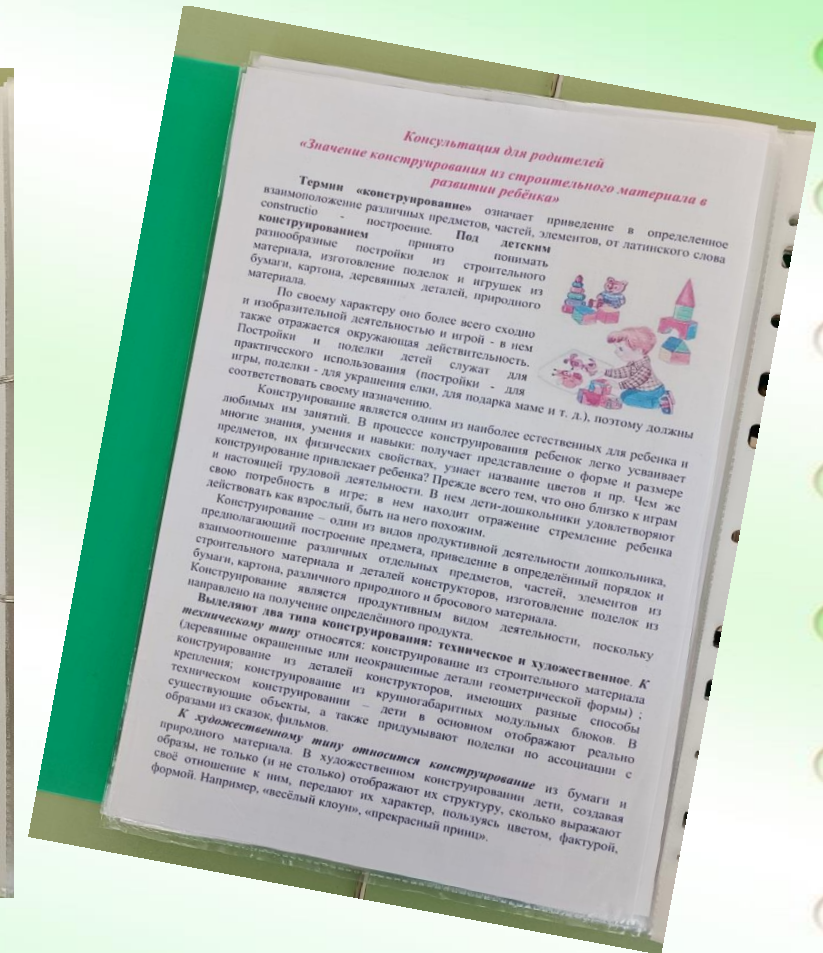 Консультация для родителей
«Значение конструирования из строительного материала в
развитии ребёнка»
Термин «конструирование» означает приведение в определенное
взаимоположение различных предметов, частей, элементов, от латинского слова
constructio - построение. Под детским
конструированием принято понимать
разнообразные постройки из строительного
материала, изготовление поделок и игрушек из
бумаги, картона, деревянных деталей, природного
материала.
По своему характеру оно более всего сходно
и изобразительной деятельностью и игрой - в нем
также отражается окружающая действительность.
Постройки и поделки детей служат для
практического использования (постройки - для
игры, поделки - для украшения елки, для подарка маме и т. д.), поэтому должны
соответствовать своему назначению.
Конструирование является одним из наиболее естественных для ребенка и
любимых им занятий. В процессе конструирования ребенок легко усваивает
многие знания, умения и навыки: получает представление о форме и размере
предметов, их физических свойствах, узнает название цветов и пр. Чем же
конструирование привлекает ребенка? Прежде всего тем, что оно близко к играм
и настоящей трудовой деятельности. В нем дети-дошкольники удовлетворяют
свою потребность в игре; в нем находит отражение стремление ребенка
действовать как взрослый, быть на него похожим.
Конструирование – один из видов продуктивной деятельности дошкольника,
предполагающий построение предмета, приведение в определённый порядок и
взаимоотношение различных отдельных предметов, частей, элементов из
строительного материала и деталей конструкторов, изготовление поделок из
бумаги, картона, различного природного и бросового материала.
Конструирование является продуктивным видом деятельности, поскольку
направлено на получение определённого продукта.
Выделяют два типа конструирования: техническое и художественное. К
техническому типу относятся: конструирование из строительного материала
(деревянные окрашенные или неокрашенные детали геометрической формы) ;
конструирование из деталей конструкторов, имеющих разные способы
крепления; конструирование из крупногабаритных модульных блоков. В
техническом конструировании – дети в основном отображают реально
существующие объекты, а также придумывают поделки по ассоциации с
образами из сказок, фильмов.
К художественному типу относится конструирование из бумаги и
природного материала. В художественном конструировании дети, создавая
образы, не только (и не столько) отображают их структуру, сколько выражают
своё отношение к ним, передают их характер, пользуясь цветом, фактурой,
формой. Например, «весёлый клоун», «прекрасный принц».